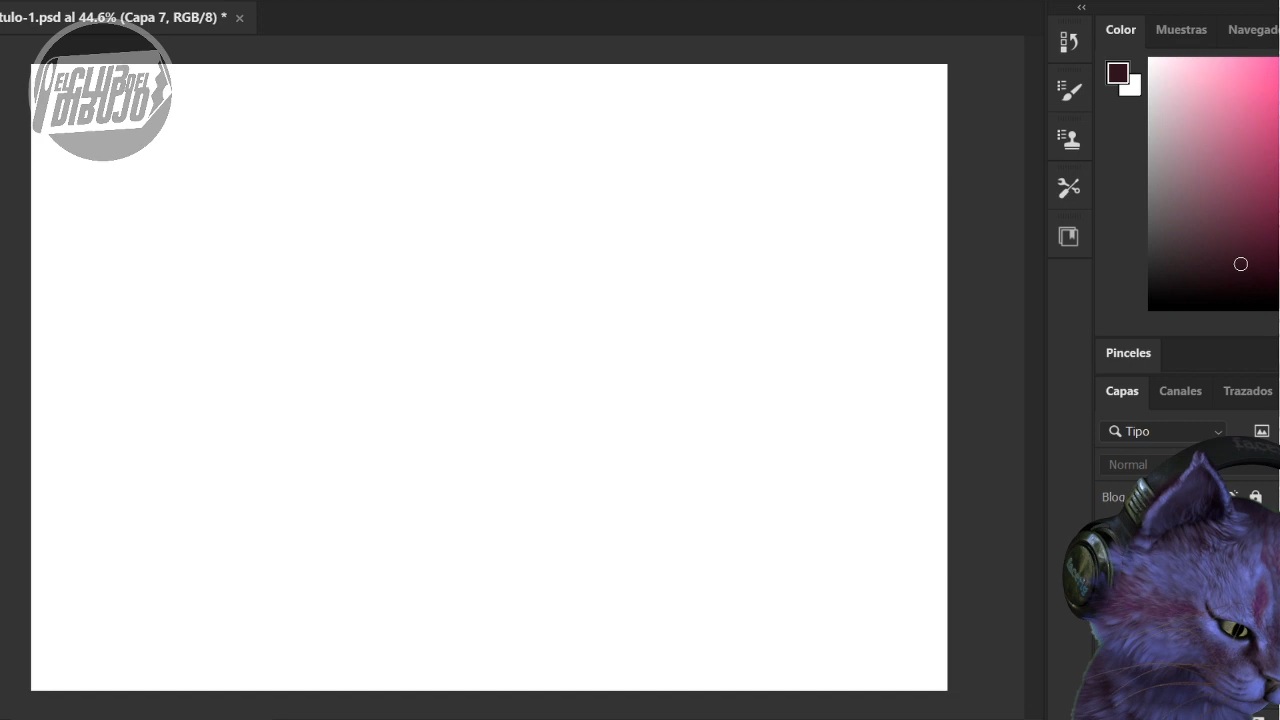 tulo-1.psd al 44.6% (Capa 7, RGB/8) *
EL CLUB DEL
DIBUJO
Color Muestras Navegad
Pinceles
Capas Canales Trazados
Tipo
Normal
Bloq